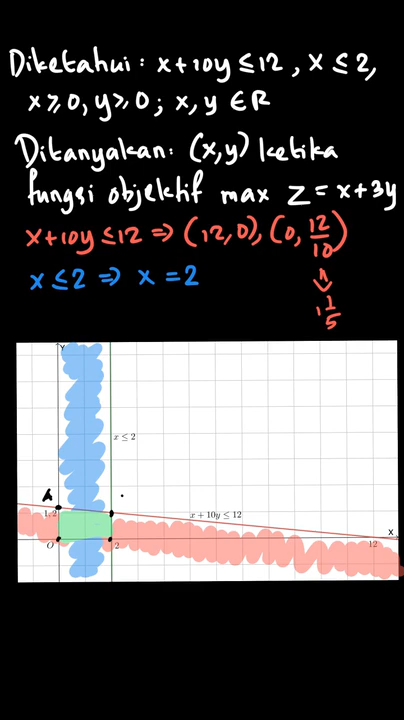 Diketahui: x+10y ≤ 12, x ≤ 2,
x ≥ 0, y ≥ 0; x, y ∈ R
Ditanyakan: (x,y) ketika
fungsi objektif max Z = x+3y
x+10y ≤ 12 ⇒ (12,0), (0, 12/10)
x ≤ 2 ⇒ x = 2
1 1/5
Y
x ≤ 2
A
1,2
x + 10y ≤ 12
X
O
2
12